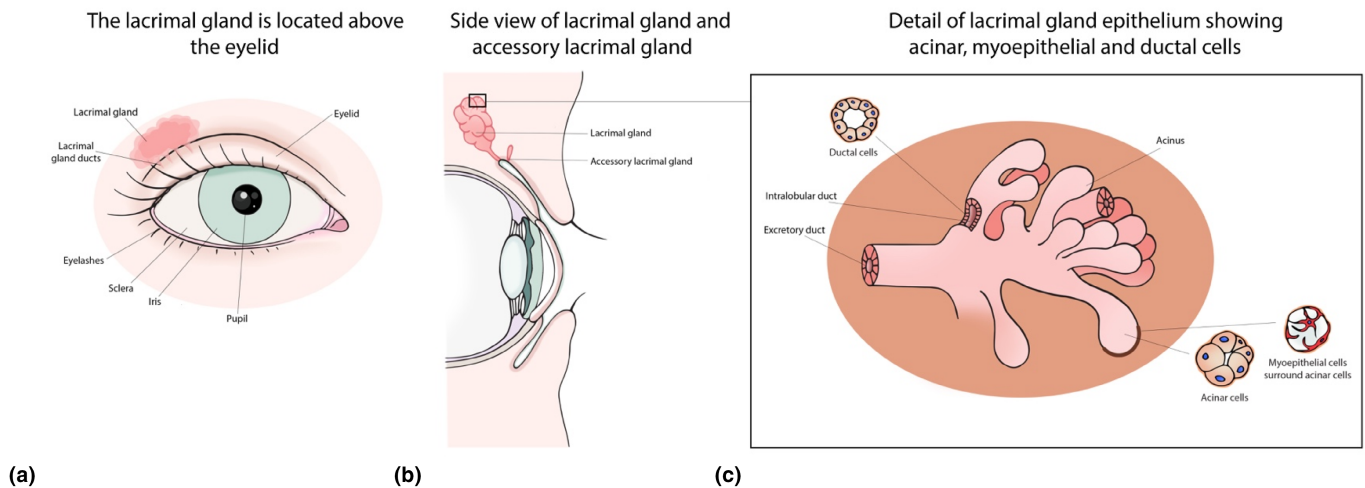 The lacrimal gland is located above
the eyelid
Lacrimal gland
Eyelid
Lacrimal
gland ducts
Eyelashes
Sclera
Iris
Pupil
(a)
Side view of lacrimal gland and
accessory lacrimal gland
Lacrimal gland
Accessory lacrimal gland
(b)
Detail of lacrimal gland epithelium showing
acinar, myoepithelial and ductal cells
Ductal cells
Acinus
Intralobular duct
Excretory duct
Myoepithelial cells
surround acinar cells
Acinar cells
(c)